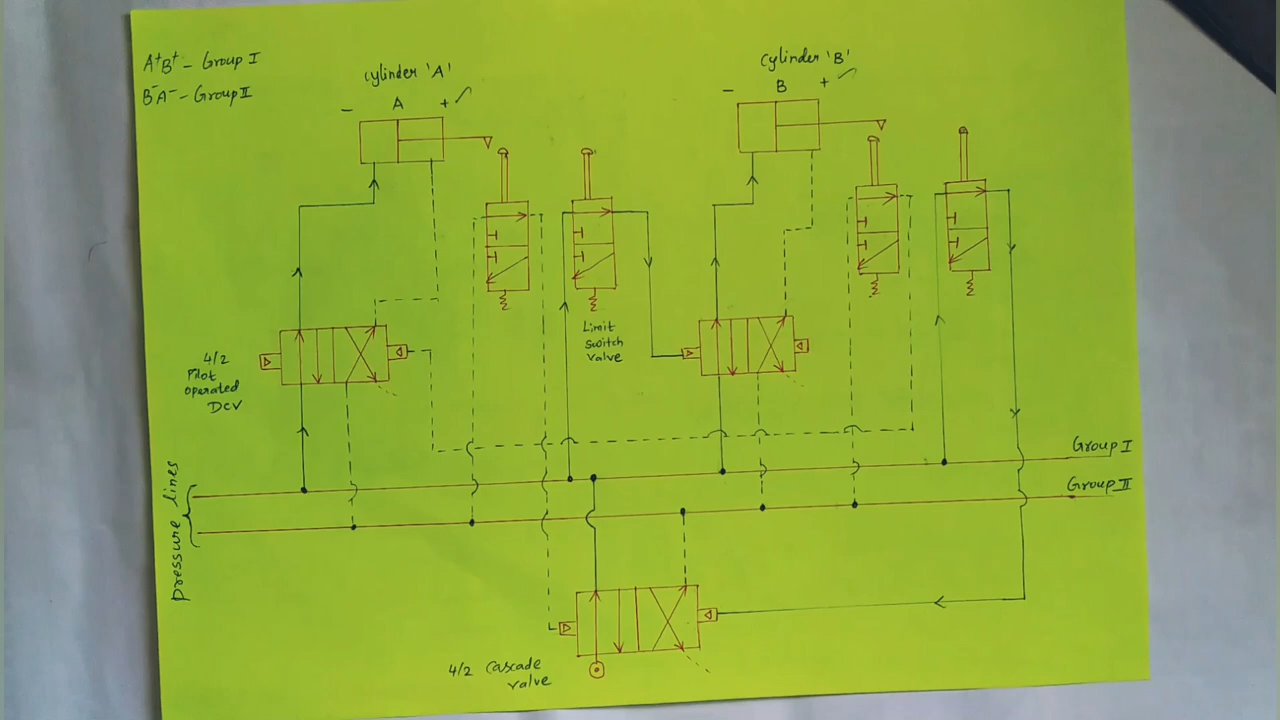 A⁺B⁺ - Group I
B⁻A⁻ - Group II
cylinder 'A'
- A + ✓
cylinder 'B'
- B + ✓
4/2
Pilot
operated
DCV
Limit
switch
valve
pressure lines
Group I
Group II
4/2 cascade
valve